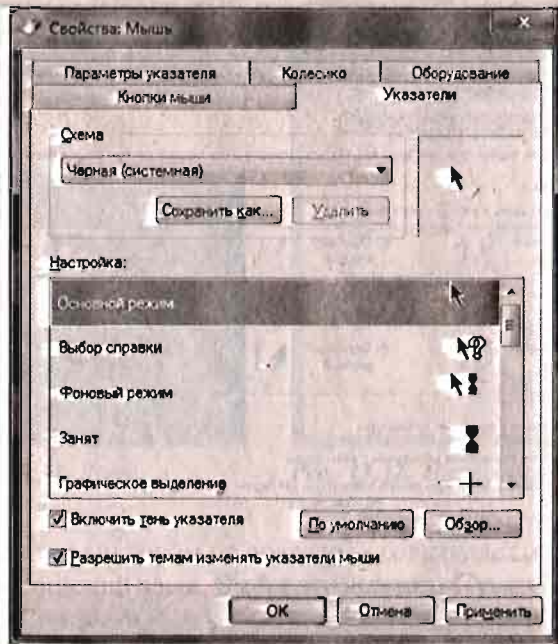 Свойства: Мышь
Параметры указателя Колесико Оборудование
Кнопки мыши Указатели
Схема
Черная (системная)
Сохранить как... Удалить
Настройка:
Основной режим
Выбор справки
Фоновый режим
Занят
Графическое выделение
Включить тень указателя По умолчанию Обзор...
Разрешить темам изменять указатели мыши
ОК Отмена Применить